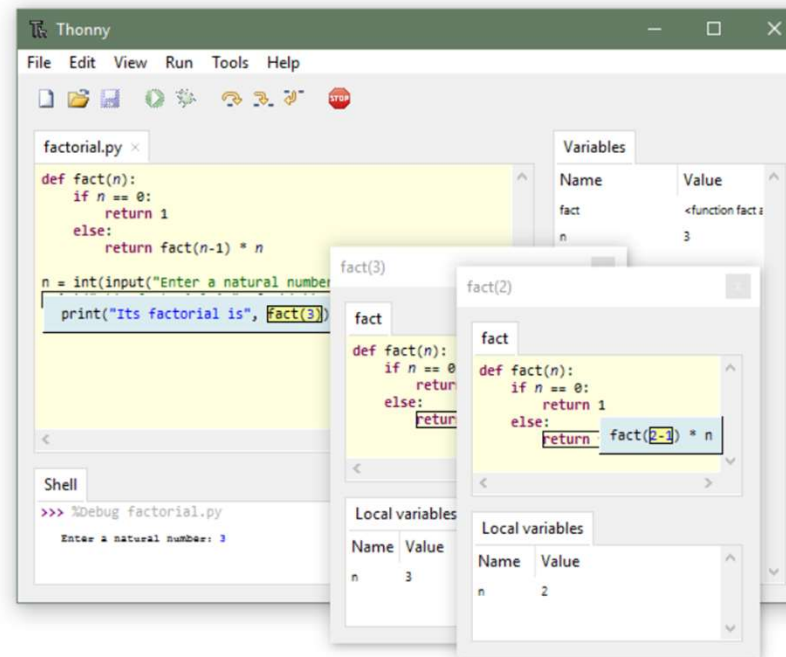 Thonny
File Edit View Run Tools Help
STOP
factorial.py ×
def fact(n):
    if n == 0:
        return 1
    else:
        return fact(n-1) * n
n = int(input("Enter a natural number
print("Its factorial is", fact(3))
Shell
>>> %Debug factorial.py
Enter a natural number: 3
Variables
Name Value
fact <function fact a
n 3
fact(3)
fact
def fact(n):
    if n == 0
        retur
    else:
        retur
Local variables
Name Value
n 3
fact(2)
fact
def fact(n):
    if n == 0:
        return 1
    else:
        return fact(2-1) * n
Local variables
Name Value
n 2